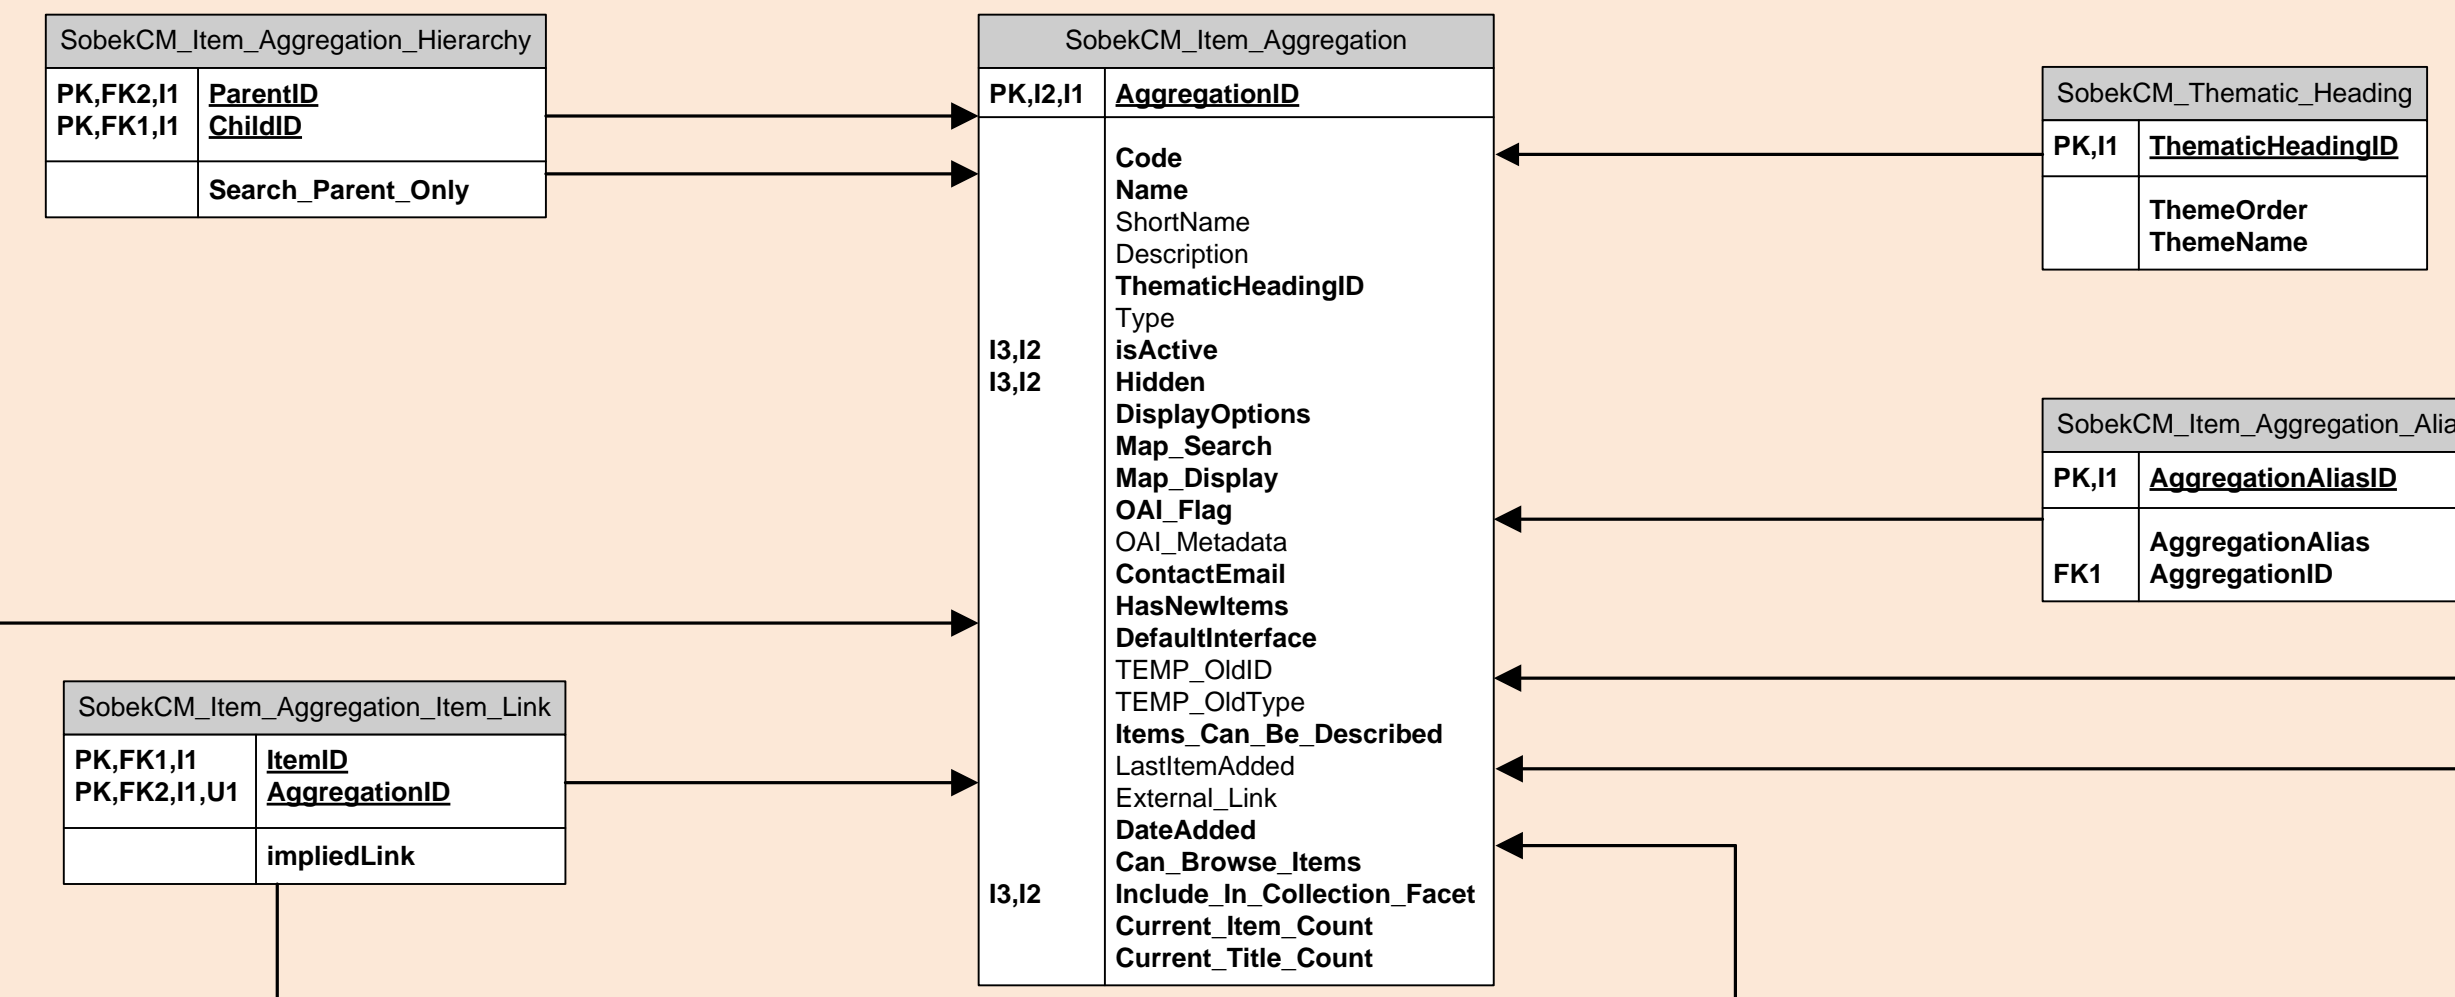 SobekCM_Item_Aggregation_Hierarchy
PK,FK2,I1 ParentID
PK,FK1,I1 ChildID
Search_Parent_Only
SobekCM_Item_Aggregation
PK,I2,I1 AggregationID
Code
Name
ShortName
Description
ThematicHeadingID
Type
I3,I2 isActive
I3,I2 Hidden
DisplayOptions
Map_Search
Map_Display
OAI_Flag
OAI_Metadata
ContactEmail
HasNewItems
DefaultInterface
TEMP_OldID
TEMP_OldType
Items_Can_Be_Described
LastItemAdded
External_Link
DateAdded
Can_Browse_Items
I3,I2 Include_In_Collection_Facet
Current_Item_Count
Current_Title_Count
SobekCM_Thematic_Heading
PK,I1 ThematicHeadingID
ThemeOrder
ThemeName
SobekCM_Item_Aggregation_Alia
PK,I1 AggregationAliasID
AggregationAlias
FK1 AggregationID
SobekCM_Item_Aggregation_Item_Link
PK,FK1,I1 ItemID
PK,FK2,I1,U1 AggregationID
impliedLink